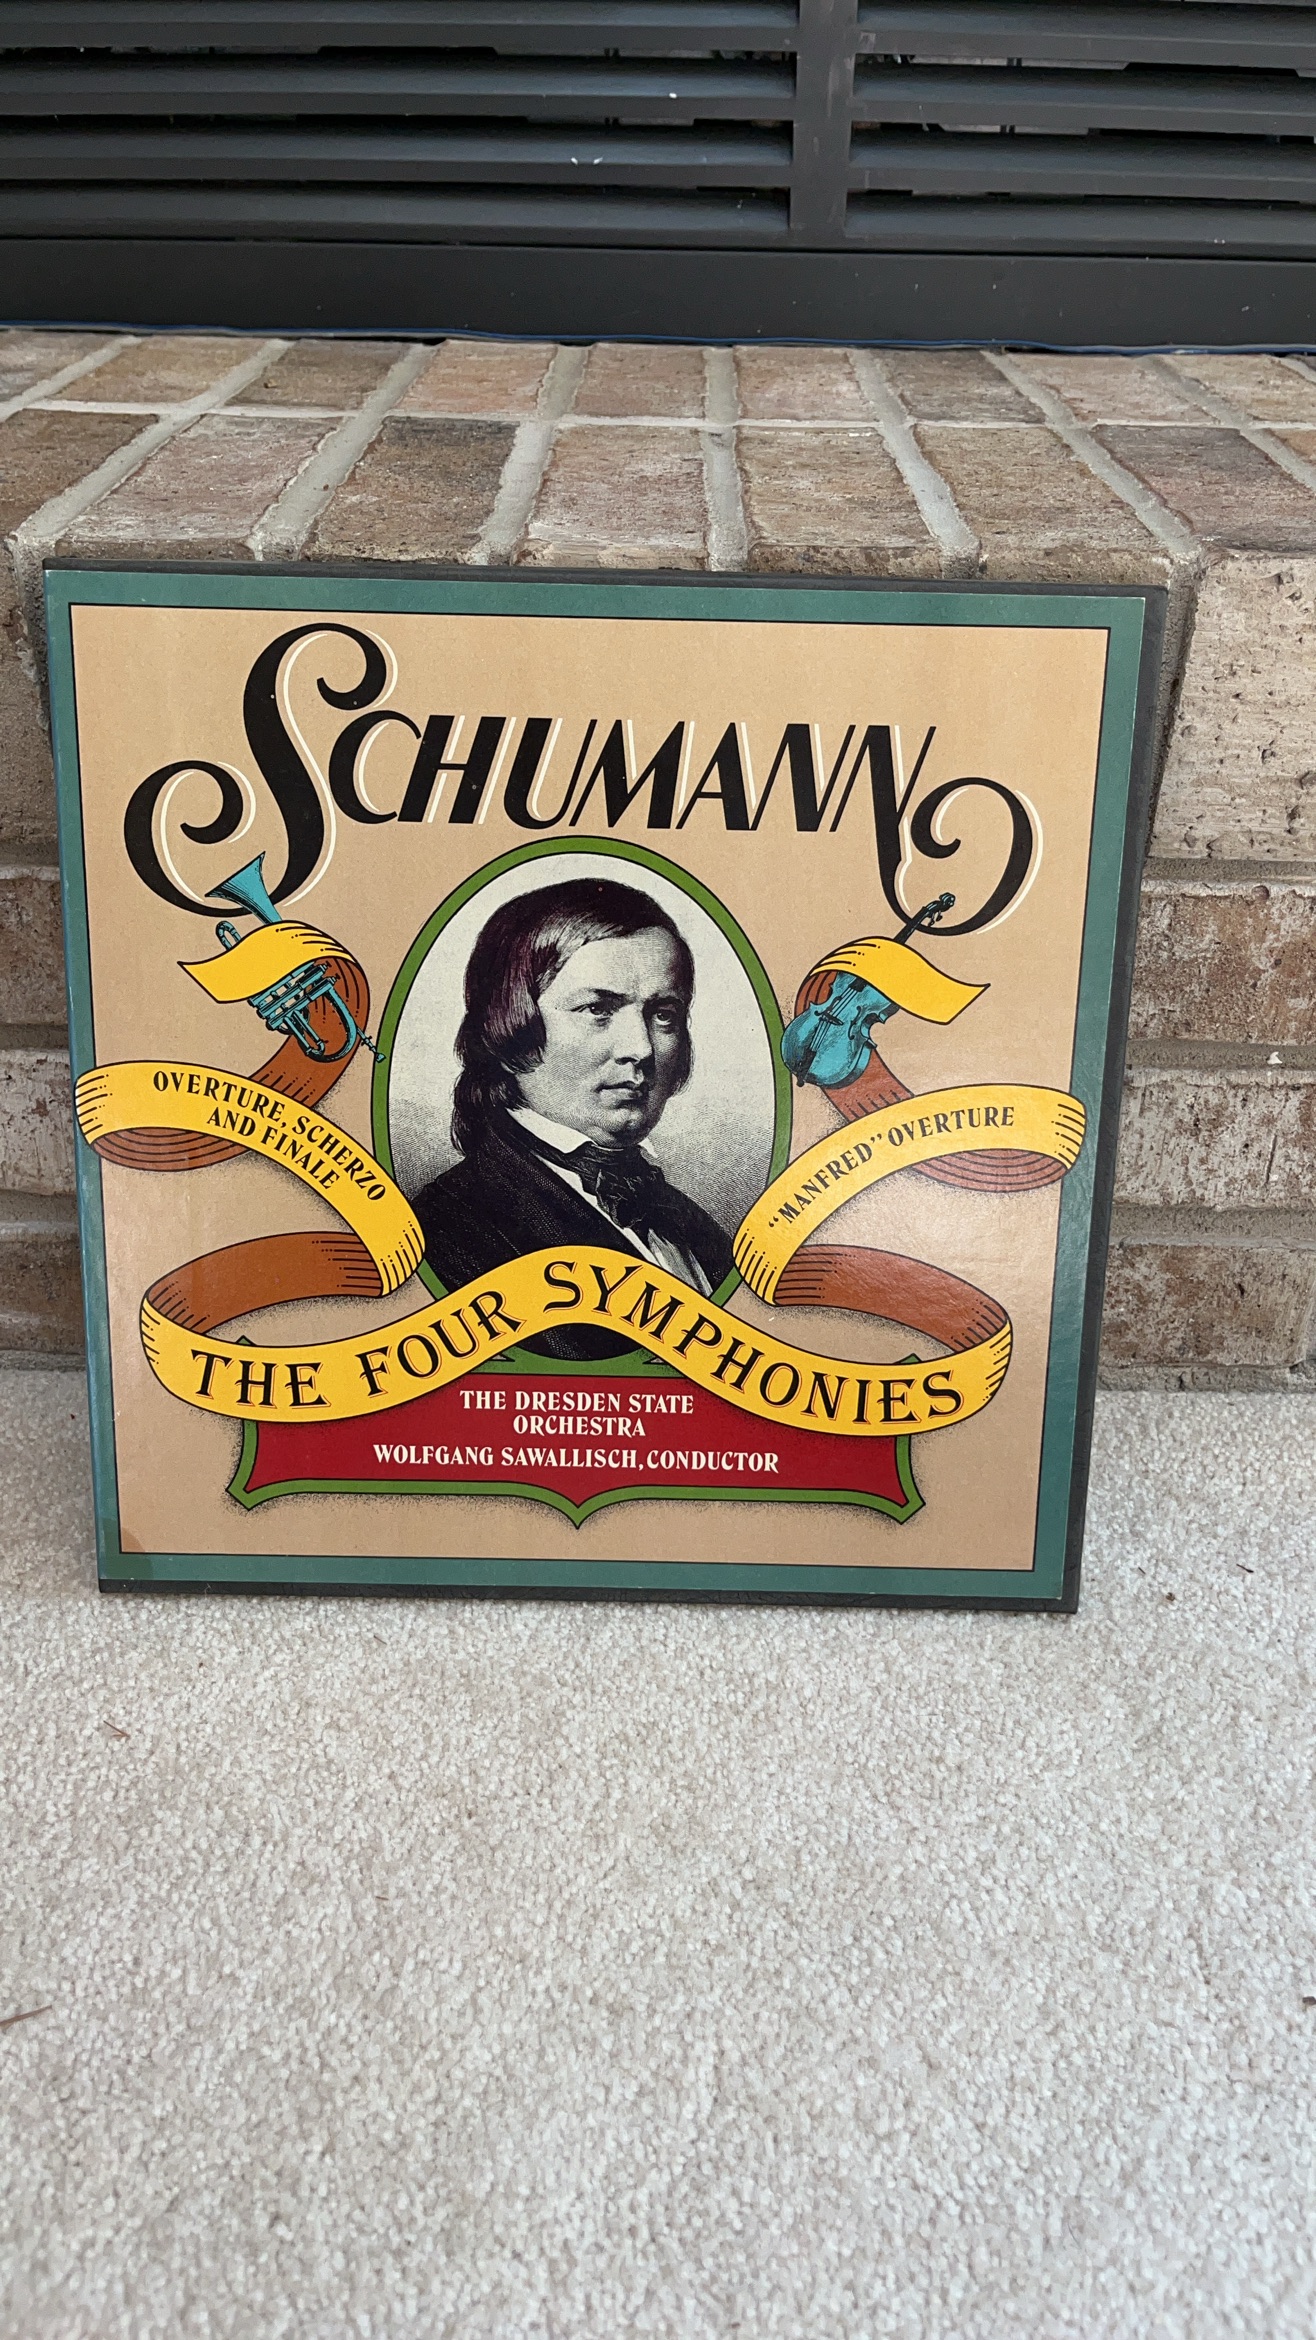 SCHUMANN
OVERTURE, SCHERZO
AND FINALE
"MANFRED" OVERTURE
THE FOUR SYMPHONIES
THE DRESDEN STATE
ORCHESTRA
WOLFGANG SAWALLISCH, CONDUCTOR